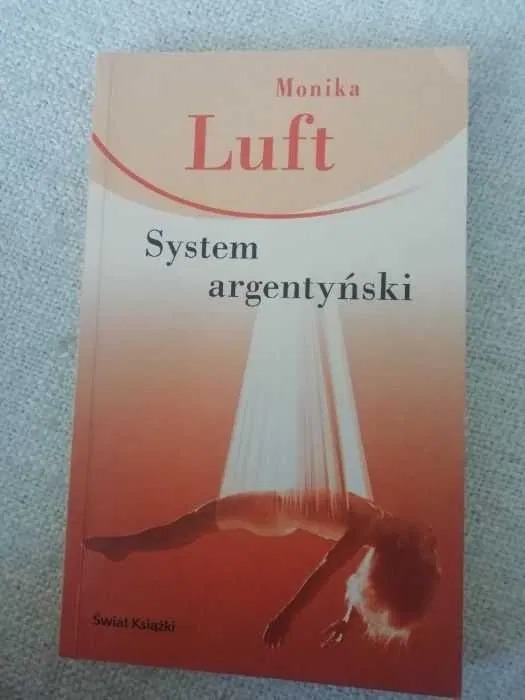 Monika
Luft
System
argentyński
Świat Książki